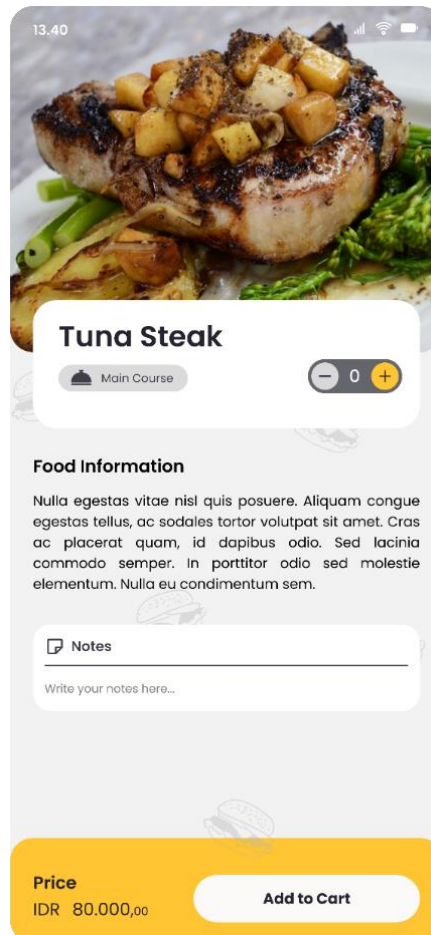 13.40
Tuna Steak
Main Course
0
Food Information
Nulla egestas vitae nisl quis posuere. Aliquam congue
egestas tellus, ac sodales tortor volutpat sit amet. Cras
ac placerat quam, id dapibus odio. Sed lacinia
commodo semper. In porttitor odio sed molestie
elementum. Nulla eu condimentum sem.
Notes
Write your notes here...
Price
IDR 80.000,00
Add to Cart